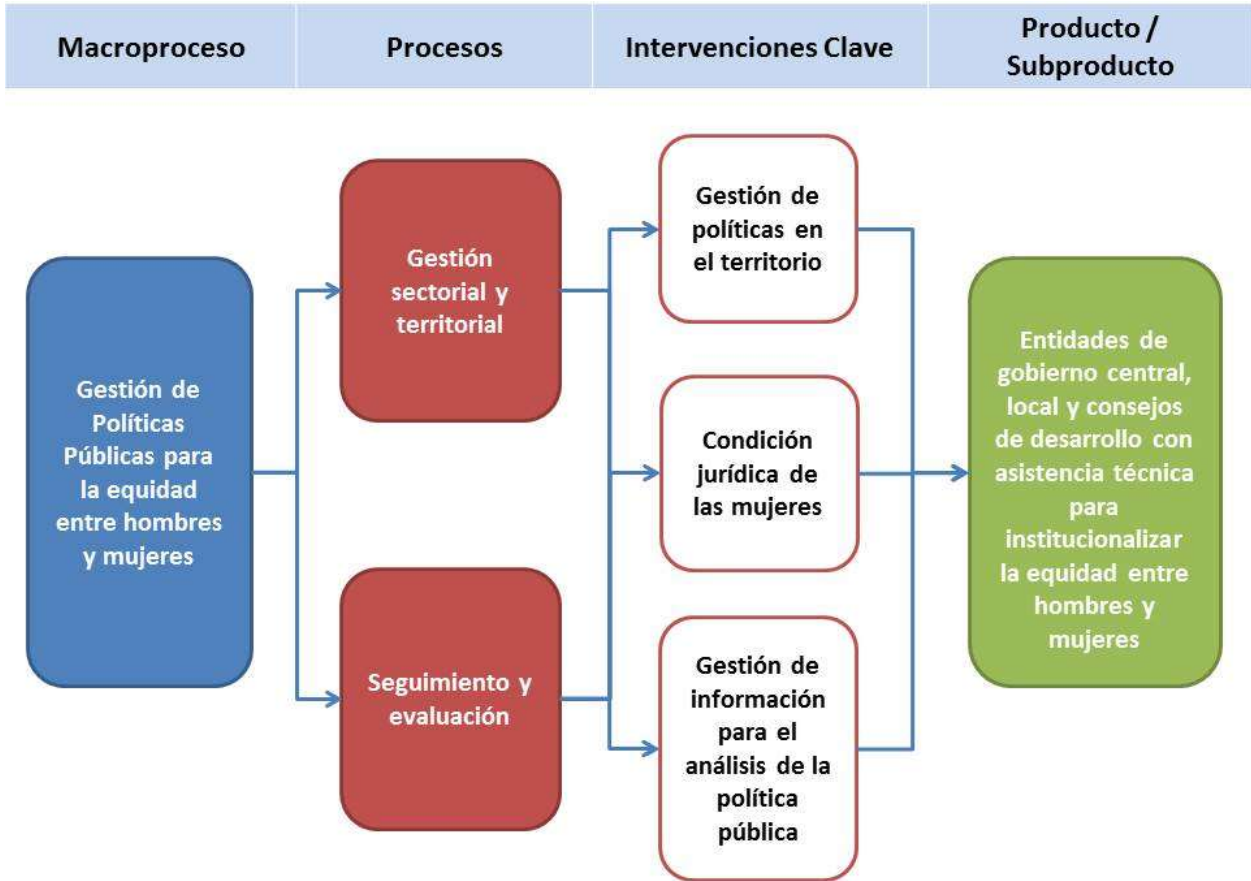 Macroproceso
Procesos
Intervenciones Clave
Producto /
Subproducto
Gestión de
Políticas
Públicas para
la equidad
entre hombres
y mujeres
Gestión
sectorial y
territorial
Seguimiento y
evaluación
Gestión de
políticas en
el territorio
Condición
jurídica de
las mujeres
Gestión de
información
para el
análisis de la
política
pública
Entidades de
gobierno central,
local y consejos
de desarrollo con
asistencia técnica
para
institucionalizar
la equidad entre
hombres y
mujeres